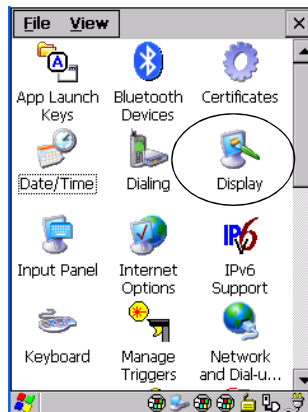 File View
App Launch Bluetooth Certificates
Keys Devices
Date/Time Dialing Display
IPv6
Input Panel Internet IPv6
Options Support
Keyboard Manage Network
Triggers and Dial-u...